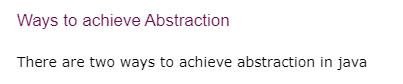 Ways to achieve Abstraction
There are two ways to achieve abstraction in java